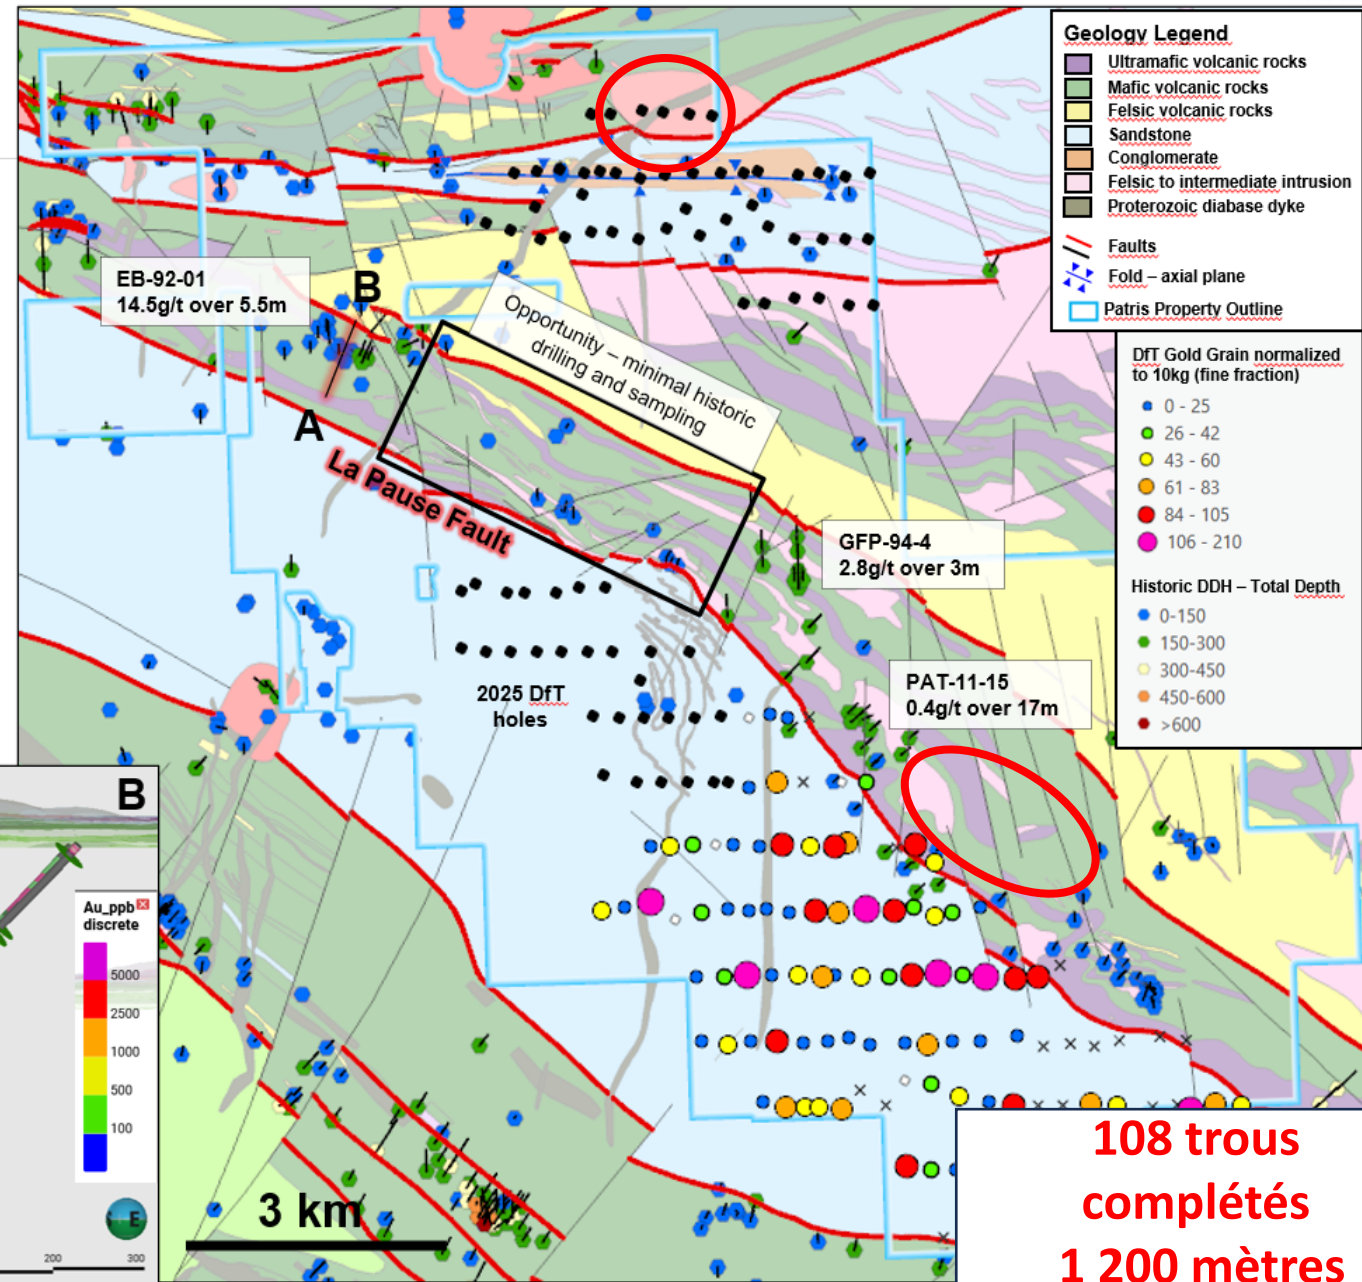 Geology Legend
Ultramafic volcanic rocks
Mafic volcanic rocks
Felsic volcanic rocks
Sandstone
Conglomerate
Felsic to intermediate intrusion
Proterozoic diabase dyke
Faults
Fold – axial plane
Patris Property Outline
DfT Gold Grain normalized
to 10kg (fine fraction)
0 - 25
26 - 42
43 - 60
61 - 83
84 - 105
106 - 210
Historic DDH – Total Depth
0-150
150-300
300-450
450-600
>600
EB-92-01
14.5g/t over 5.5m
B
A
Opportunity – minimal historic
drilling and sampling
La Pause Fault
GFP-94-4
2.8g/t over 3m
PAT-11-15
0.4g/t over 17m
2025 DfT
holes
B
Au_ppb
discrete
5000
2500
1000
500
100
E
200
300
3 km
108 trous
complétés
1 200 mètres